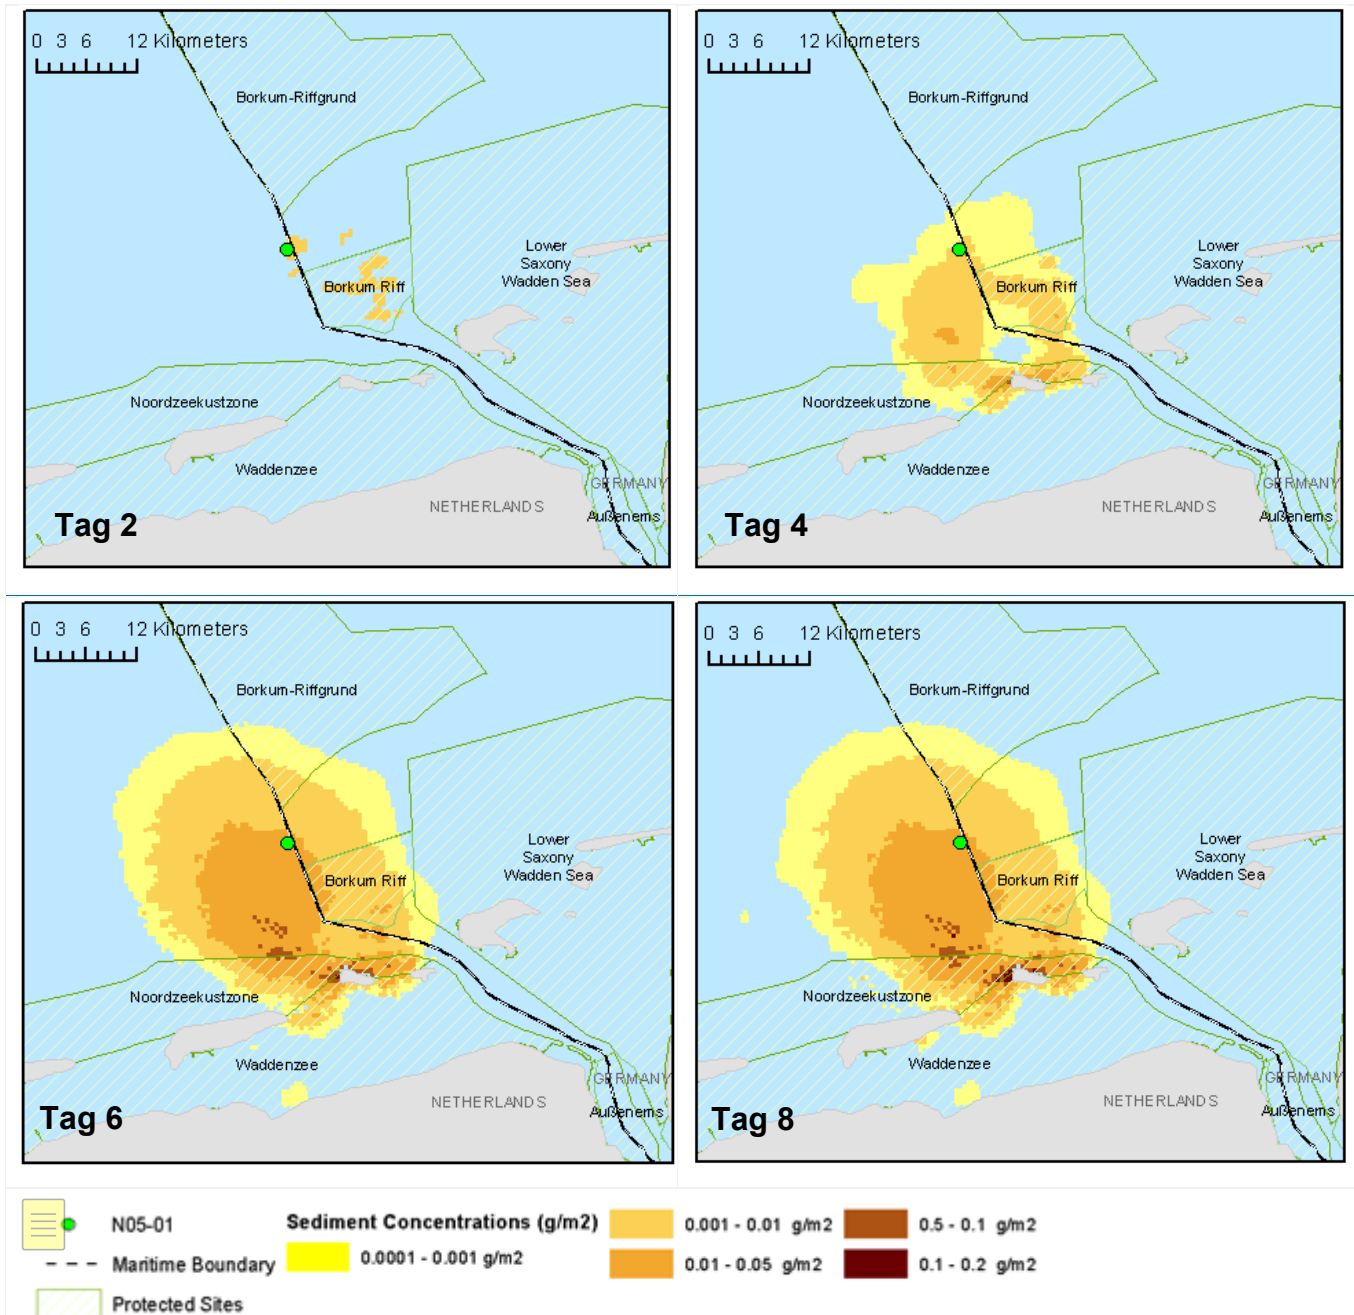 0 3 6 12 Kilometers
Borkum-Riffgrund
Lower
Saxony
Wadden Sea
Borkum Riff
Noordzeekustzone
Waddenzee
NETHERLANDS
GERMANY
Außenems
Tag 2
0 3 6 12 Kilometers
Borkum-Riffgrund
Lower
Saxony
Wadden Sea
Borkum Riff
Noordzeekustzone
Waddenzee
NETHERLANDS
GERMANY
Außenems
Tag 4
0 3 6 12 Kilometers
Borkum-Riffgrund
Lower
Saxony
Wadden Sea
Borkum Riff
Noordzeekustzone
Waddenzee
NETHERLANDS
GERMANY
Außenems
Tag 6
0 3 6 12 Kilometers
Borkum-Riffgrund
Lower
Saxony
Wadden Sea
Borkum Riff
Noordzeekustzone
Waddenzee
NETHERLANDS
GERMANY
Außenems
Tag 8
N05-01
Maritime Boundary
Protected Sites
Sediment Concentrations (g/m2)
0.0001 - 0.001 g/m2
0.001 - 0.01 g/m2
0.01 - 0.05 g/m2
0.5 - 0.1 g/m2
0.1 - 0.2 g/m2